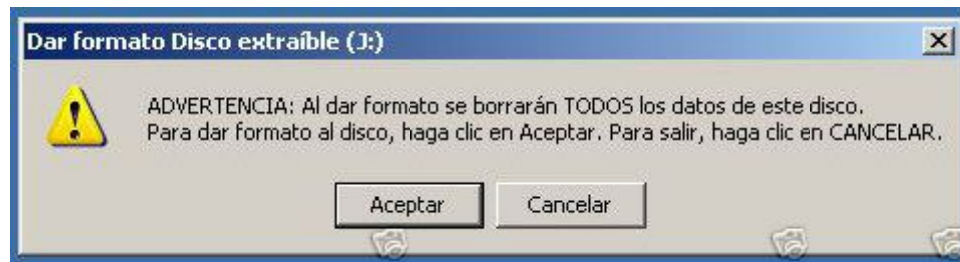 Dar formato Disco extraíble (J:)
ADVERTENCIA: Al dar formato se borrarán TODOS los datos de este disco.
Para dar formato al disco, haga clic en Aceptar. Para salir, haga clic en CANCELAR.
Aceptar
Cancelar